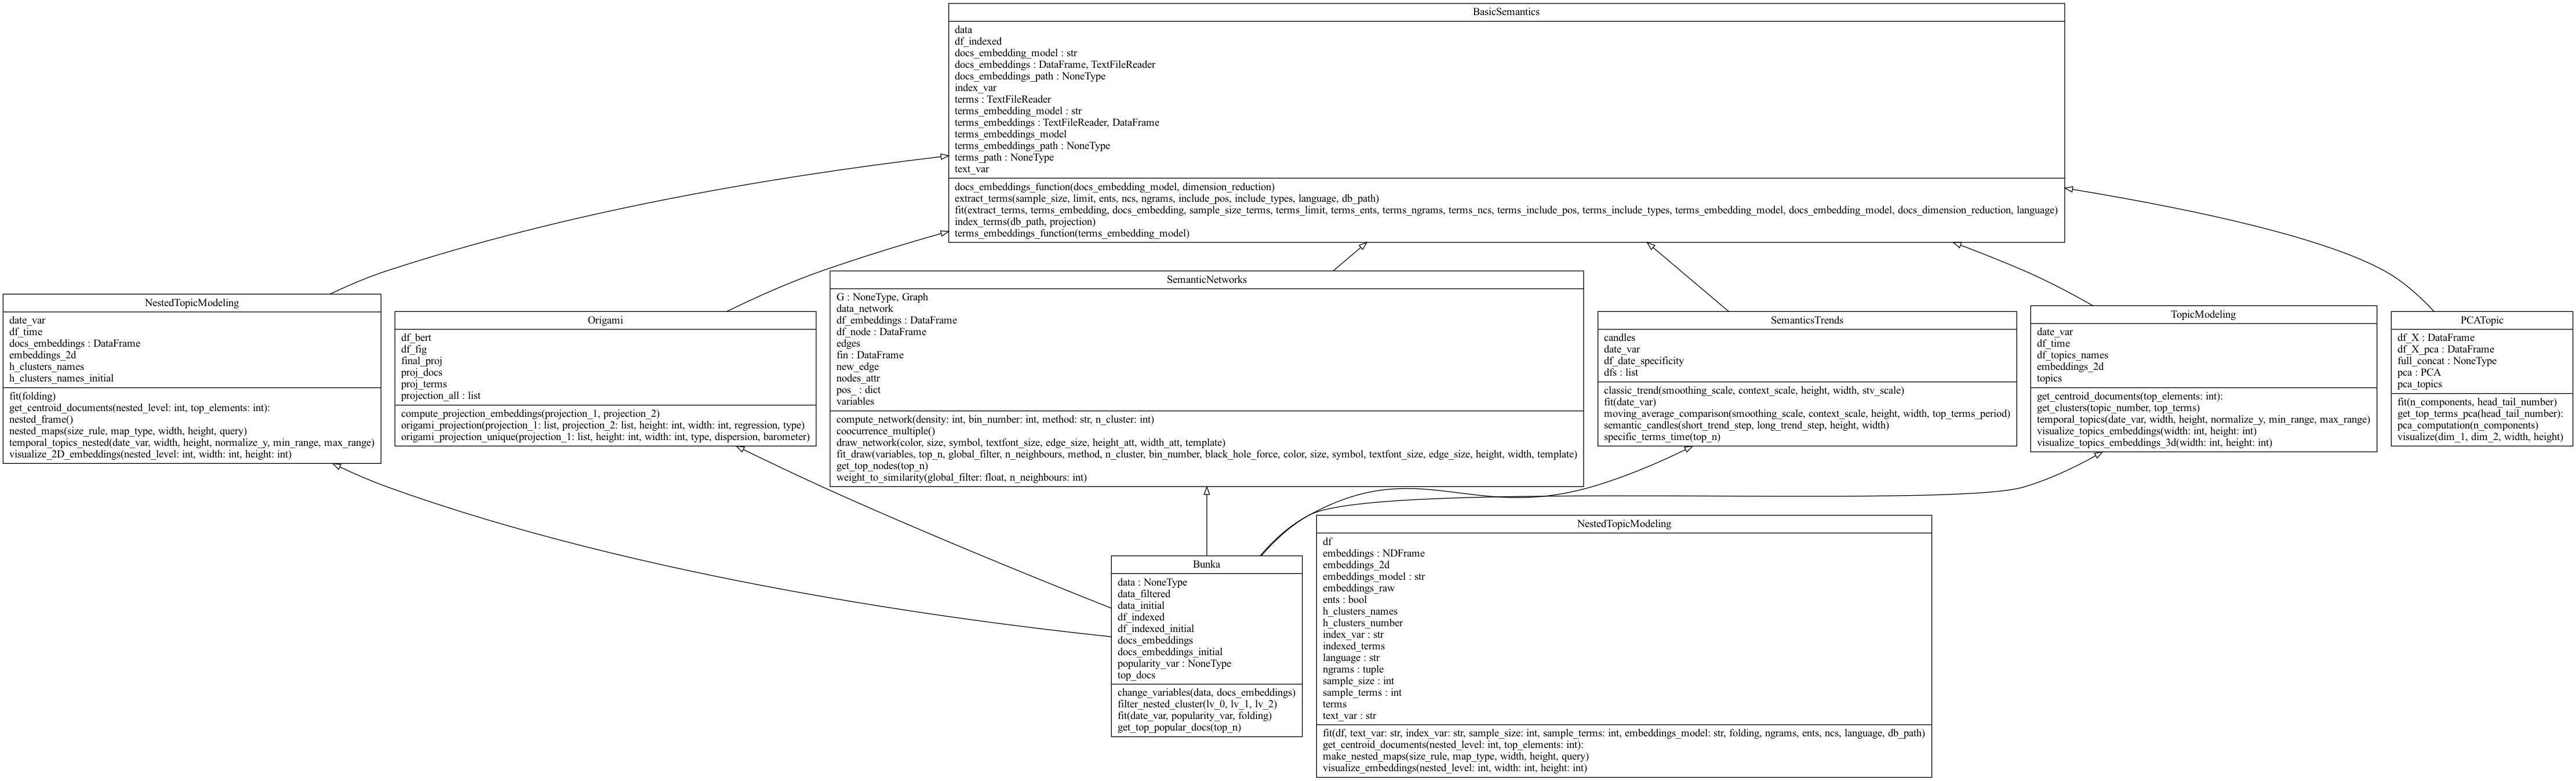 BasicSemantics
data
df_indexed
docs_embedding_model : str
docs_embeddings : DataFrame, TextFileReader
docs_embeddings_path : NoneType
index_var
terms : TextFileReader
terms_embedding_model : str
terms_embeddings : TextFileReader, DataFrame
terms_embeddings_model
terms_embeddings_path : NoneType
terms_path : NoneType
text_var
docs_embeddings_function(docs_embedding_model, dimension_reduction)
extract_terms(sample_size, limit, ents, ncs, ngrams, include_pos, include_types, language, db_path)
fit(extract_terms, terms_embedding, docs_embedding, sample_size_terms, terms_limit, terms_ents, terms_ngrams, terms_ncs, terms_include_pos, terms_include_types, terms_embedding_model, docs_embedding_model, docs_dimension_reduction, language)
index_terms(db_path, projection)
terms_embeddings_function(terms_embedding_model)
NestedTopicModeling
date_var
df_time
docs_embeddings : DataFrame
embeddings_2d
h_clusters_names
h_clusters_names_initial
fit(folding)
get_centroid_documents(nested_level: int, top_elements: int):
nested_frame()
nested_maps(size_rule, map_type, width, height, query)
temporal_topics_nested(date_var, width, height, normalize_y, min_range, max_range)
visualize_2D_embeddings(nested_level: int, width: int, height: int)
Origami
df_bert
df_fig
final_proj
proj_docs
proj_terms
projection_all : list
compute_projection_embeddings(projection_1, projection_2)
origami_projection(projection_1: list, projection_2: list, height: int, width: int, regression, type)
origami_projection_unique(projection_1: list, height: int, width: int, type, dispersion, barometer)
SemanticNetworks
G : NoneType, Graph
data_network
df_embeddings : DataFrame
df_node : DataFrame
edges
fin : DataFrame
new_edge
nodes_attr
pos_ : dict
variables
compute_network(density: int, bin_number: int, method: str, n_cluster: int)
coocurrence_multiple()
draw_network(color, size, symbol, textfont_size, edge_size, height_att, width_att, template)
fit_draw(variables, top_n, global_filter, n_neighbours, method, n_cluster, bin_number, black_hole_force, color, size, symbol, textfont_size, edge_size, height, width, template)
get_top_nodes(top_n)
weight_to_similarity(global_filter: float, n_neighbours: int)
SemanticsTrends
candles
date_var
df_date_specificity
dfs : list
classic_trend(smoothing_scale, context_scale, height, width, stv_scale)
fit(date_var)
moving_average_comparison(smoothing_scale, context_scale, height, width, top_terms_period)
semantic_candles(short_trend_step, long_trend_step, height, width)
specific_terms_time(top_n)
TopicModeling
date_var
df_time
df_topics_names
embeddings_2d
topics
get_centroid_documents(top_elements: int):
get_clusters(topic_number, top_terms)
temporal_topics(date_var, width, height, normalize_y, min_range, max_range)
visualize_topics_embeddings(width: int, height: int)
visualize_topics_embeddings_3d(width: int, height: int)
PCATopic
df_X : DataFrame
df_X_pca : DataFrame
full_concat : NoneType
pca : PCA
pca_topics
fit(n_components, head_tail_number)
get_top_terms_pca(head_tail_number):
pca_computation(n_components)
visualize(dim_1, dim_2, width, height)
Bunka
data : NoneType
data_filtered
data_initial
df_indexed
df_indexed_initial
docs_embeddings
docs_embeddings_initial
popularity_var : NoneType
top_docs
change_variables(data, docs_embeddings)
filter_nested_cluster(lv_0, lv_1, lv_2)
fit(date_var, popularity_var, folding)
get_top_popular_docs(top_n)
NestedTopicModeling
df
embeddings : NDFrame
embeddings_2d
embeddings_model : str
embeddings_raw
ents : bool
h_clusters_names
h_clusters_number
index_var : str
indexed_terms
language : str
ngrams : tuple
sample_size : int
sample_terms : int
terms
text_var : str
fit(df, text_var: str, index_var: str, sample_size: int, sample_terms: int, embeddings_model: str, folding, ngrams, ents, ncs, language, db_path)
get_centroid_documents(nested_level: int, top_elements: int):
make_nested_maps(size_rule, map_type, width, height, query)
visualize_embeddings(nested_level: int, width: int, height: int)